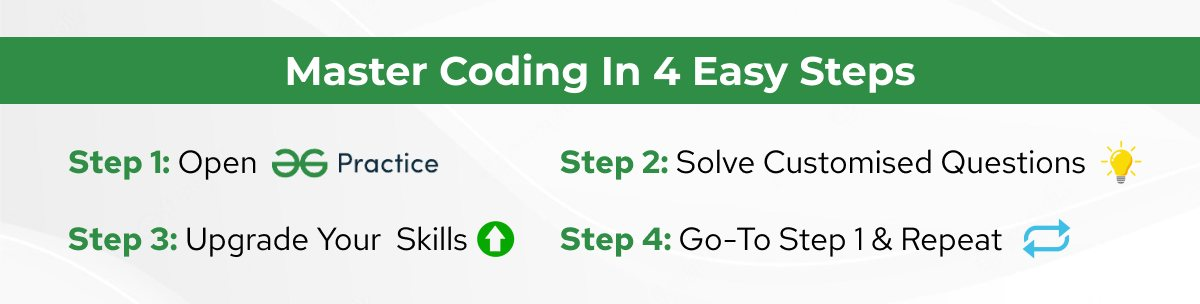 Master Coding In 4 Easy Steps
Step 1: Open GG Practice
Step 2: Solve Customised Questions
Step 3: Upgrade Your Skills
Step 4: Go-To Step 1 & Repeat